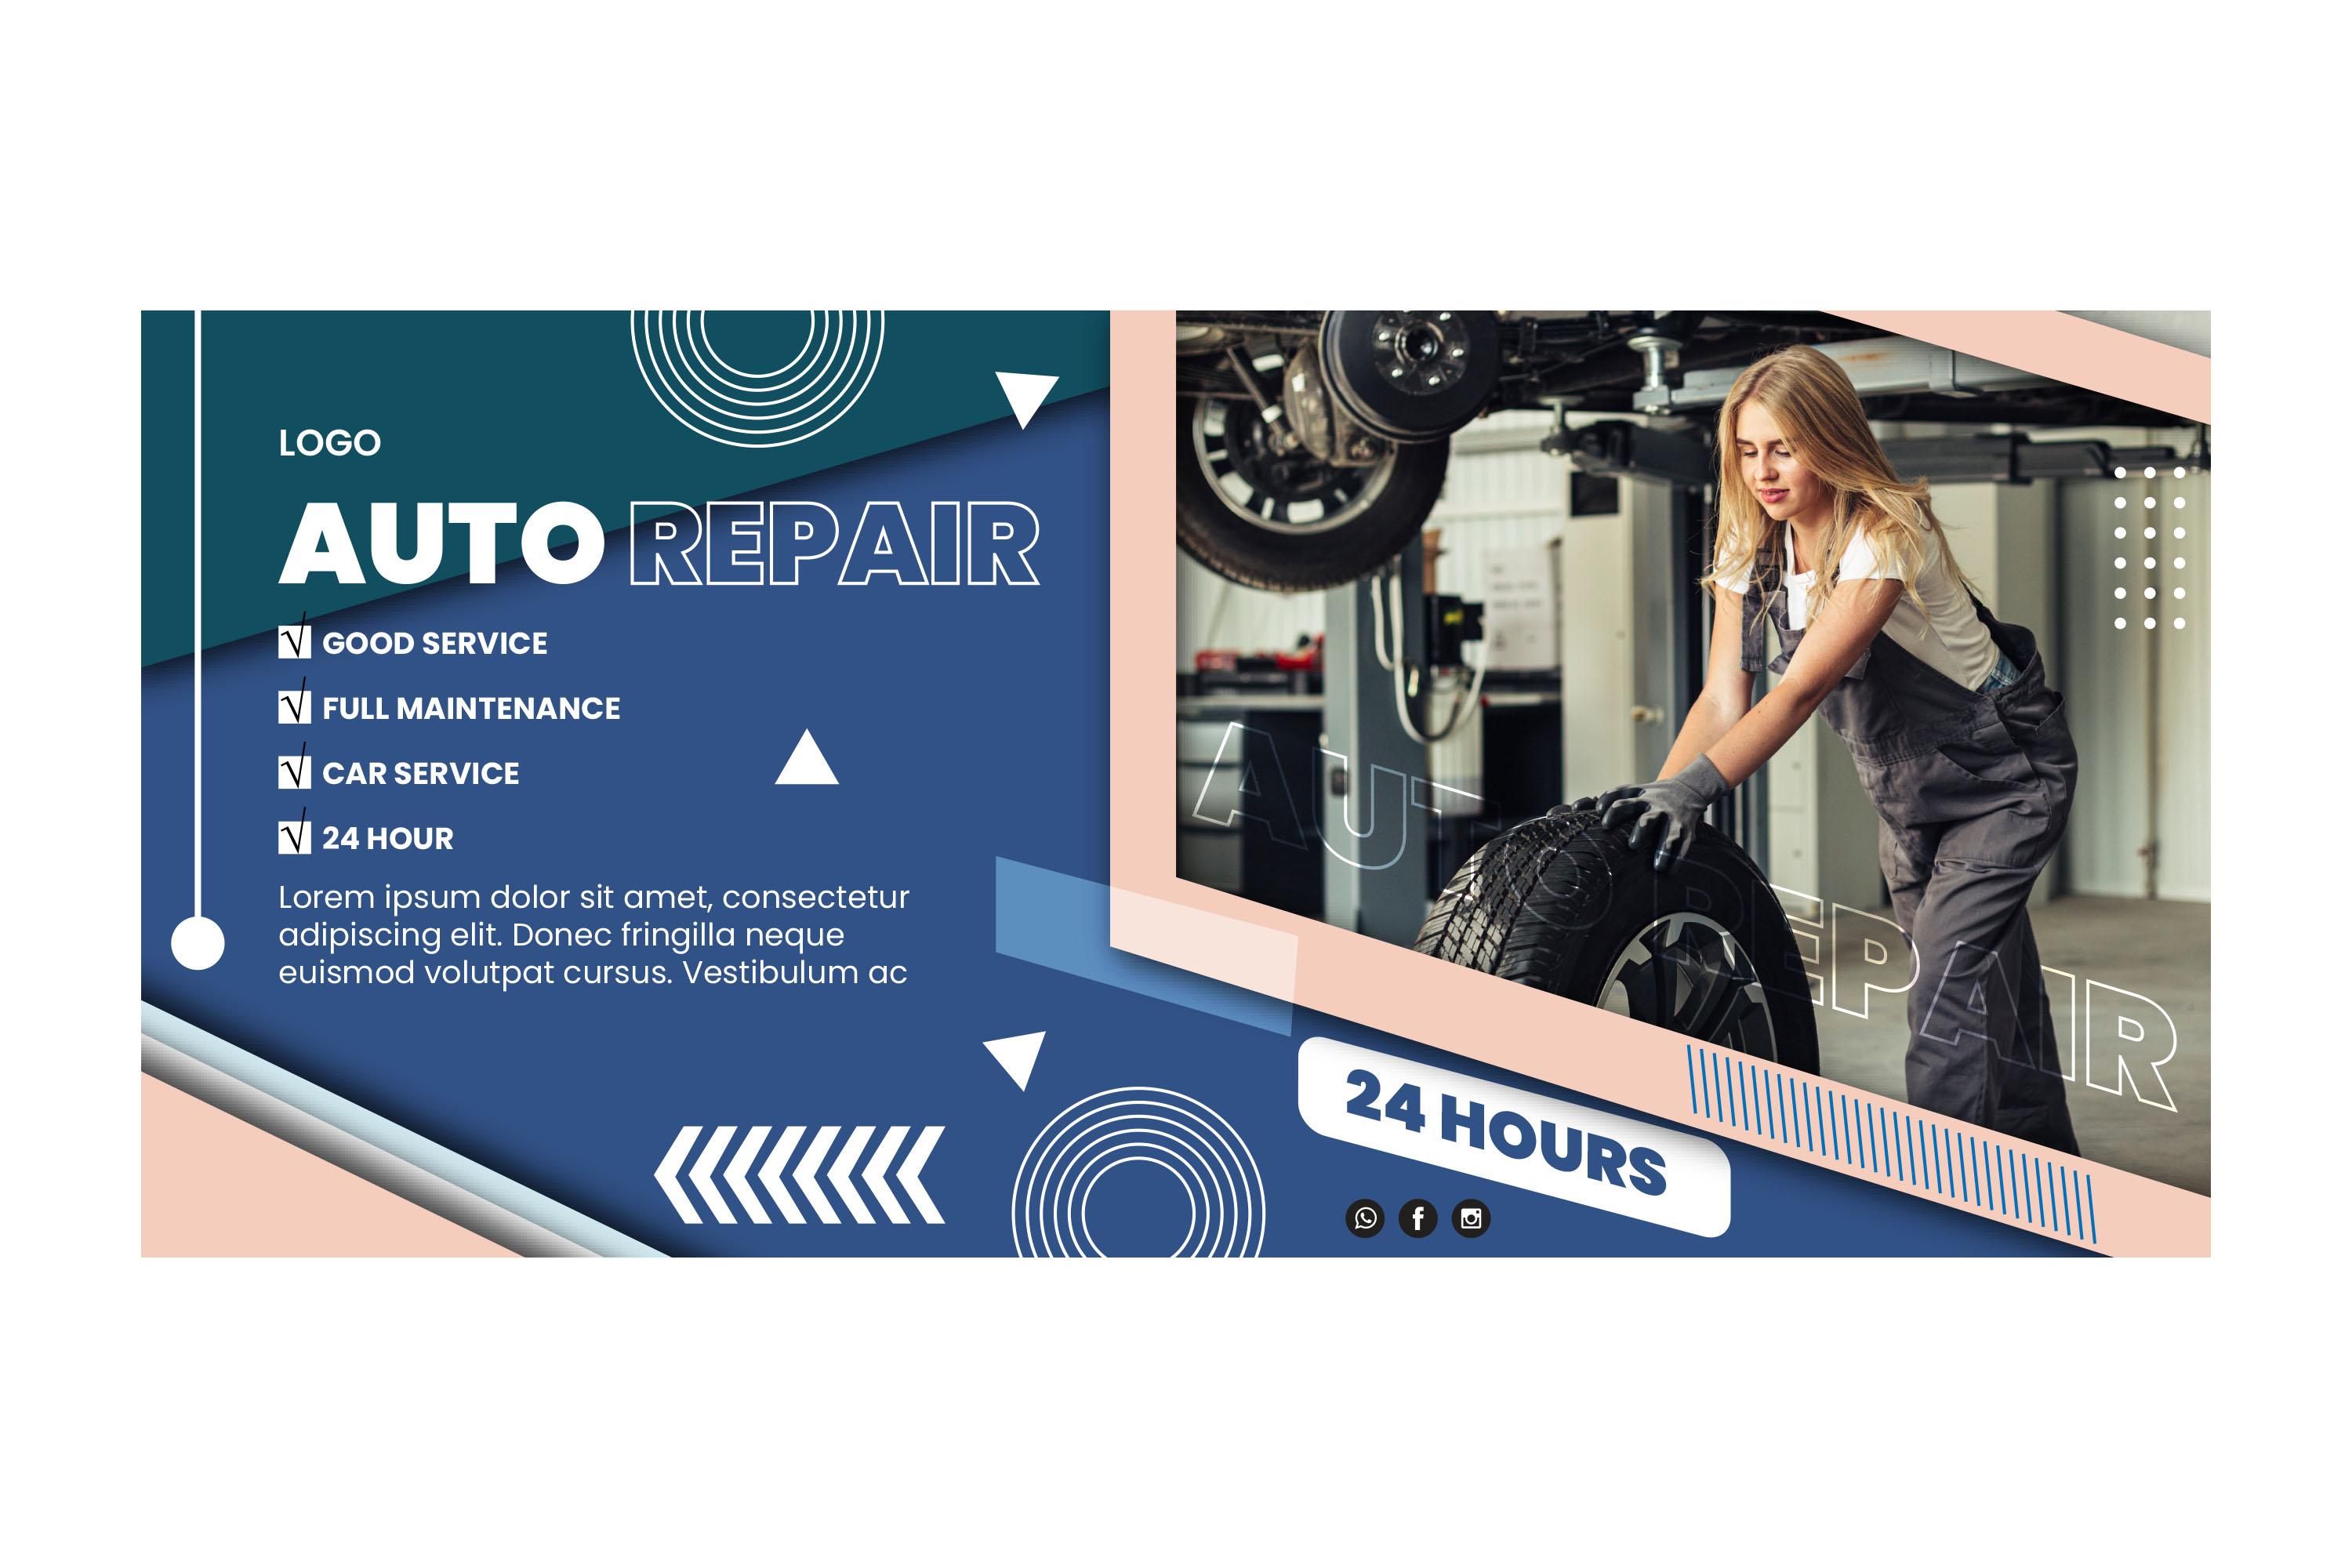 LOGO
AUTO REPAIR
GOOD SERVICE
FULL MAINTENANCE
CAR SERVICE
24 HOUR
Lorem ipsum dolor sit amet, consectetur
adipiscing elit. Donec fringilla neque
euismod volutpat cursus. Vestibulum ac
AUTO REPAIR
24 HOURS